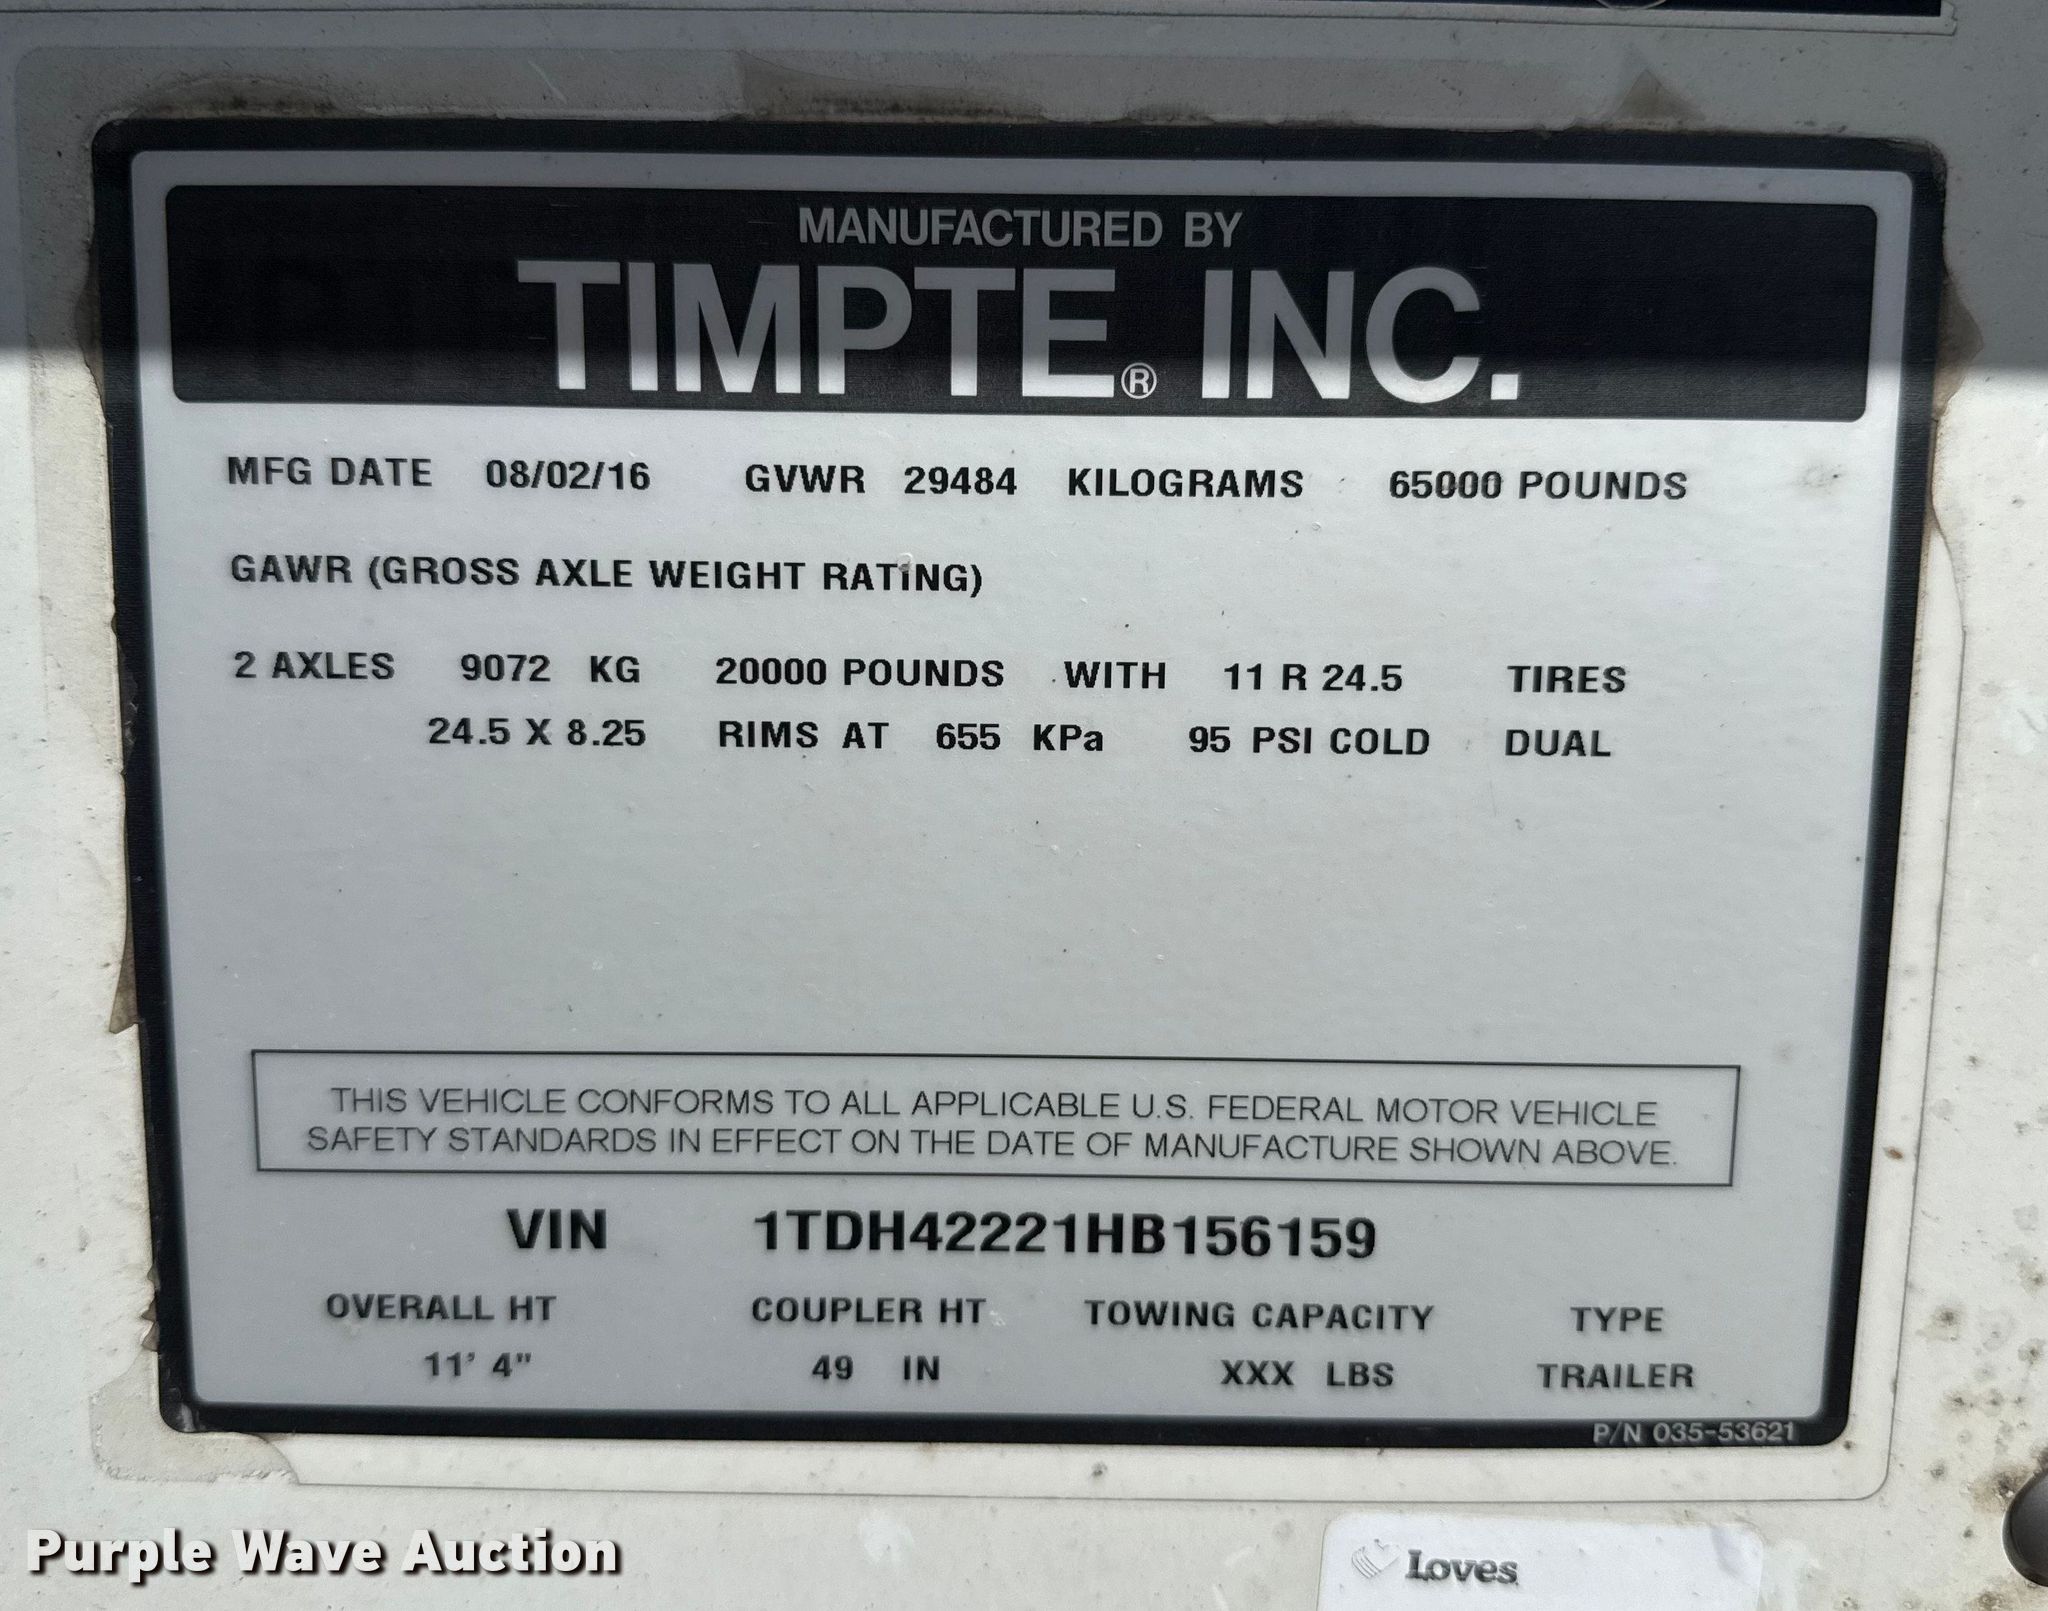 MANUFACTURED BY
TIMPTE® INC.
MFG DATE 08/02/16 GVWR 29484 KILOGRAMS 65000 POUNDS
GAWR (GROSS AXLE WEIGHT RATING)
2 AXLES 9072 KG 20000 POUNDS WITH 11 R 24.5 TIRES
24.5 X 8.25 RIMS AT 655 KPa 95 PSI COLD DUAL
THIS VEHICLE CONFORMS TO ALL APPLICABLE U.S. FEDERAL MOTOR VEHICLE
SAFETY STANDARDS IN EFFECT ON THE DATE OF MANUFACTURE SHOWN ABOVE.
VIN 1TDH42221HB156159
OVERALL HT COUPLER HT TOWING CAPACITY TYPE
11' 4" 49 IN XXX LBS TRAILER
P/N 035-53621
Purple Wave Auction
Loves